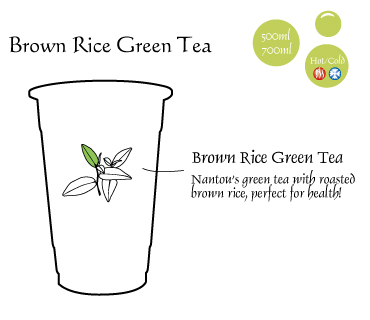 Brown Rice Green Tea
500ml
700ml
Hot/Cold
Brown Rice Green Tea
Nantou's green tea with roasted
brown rice, perfect for health!